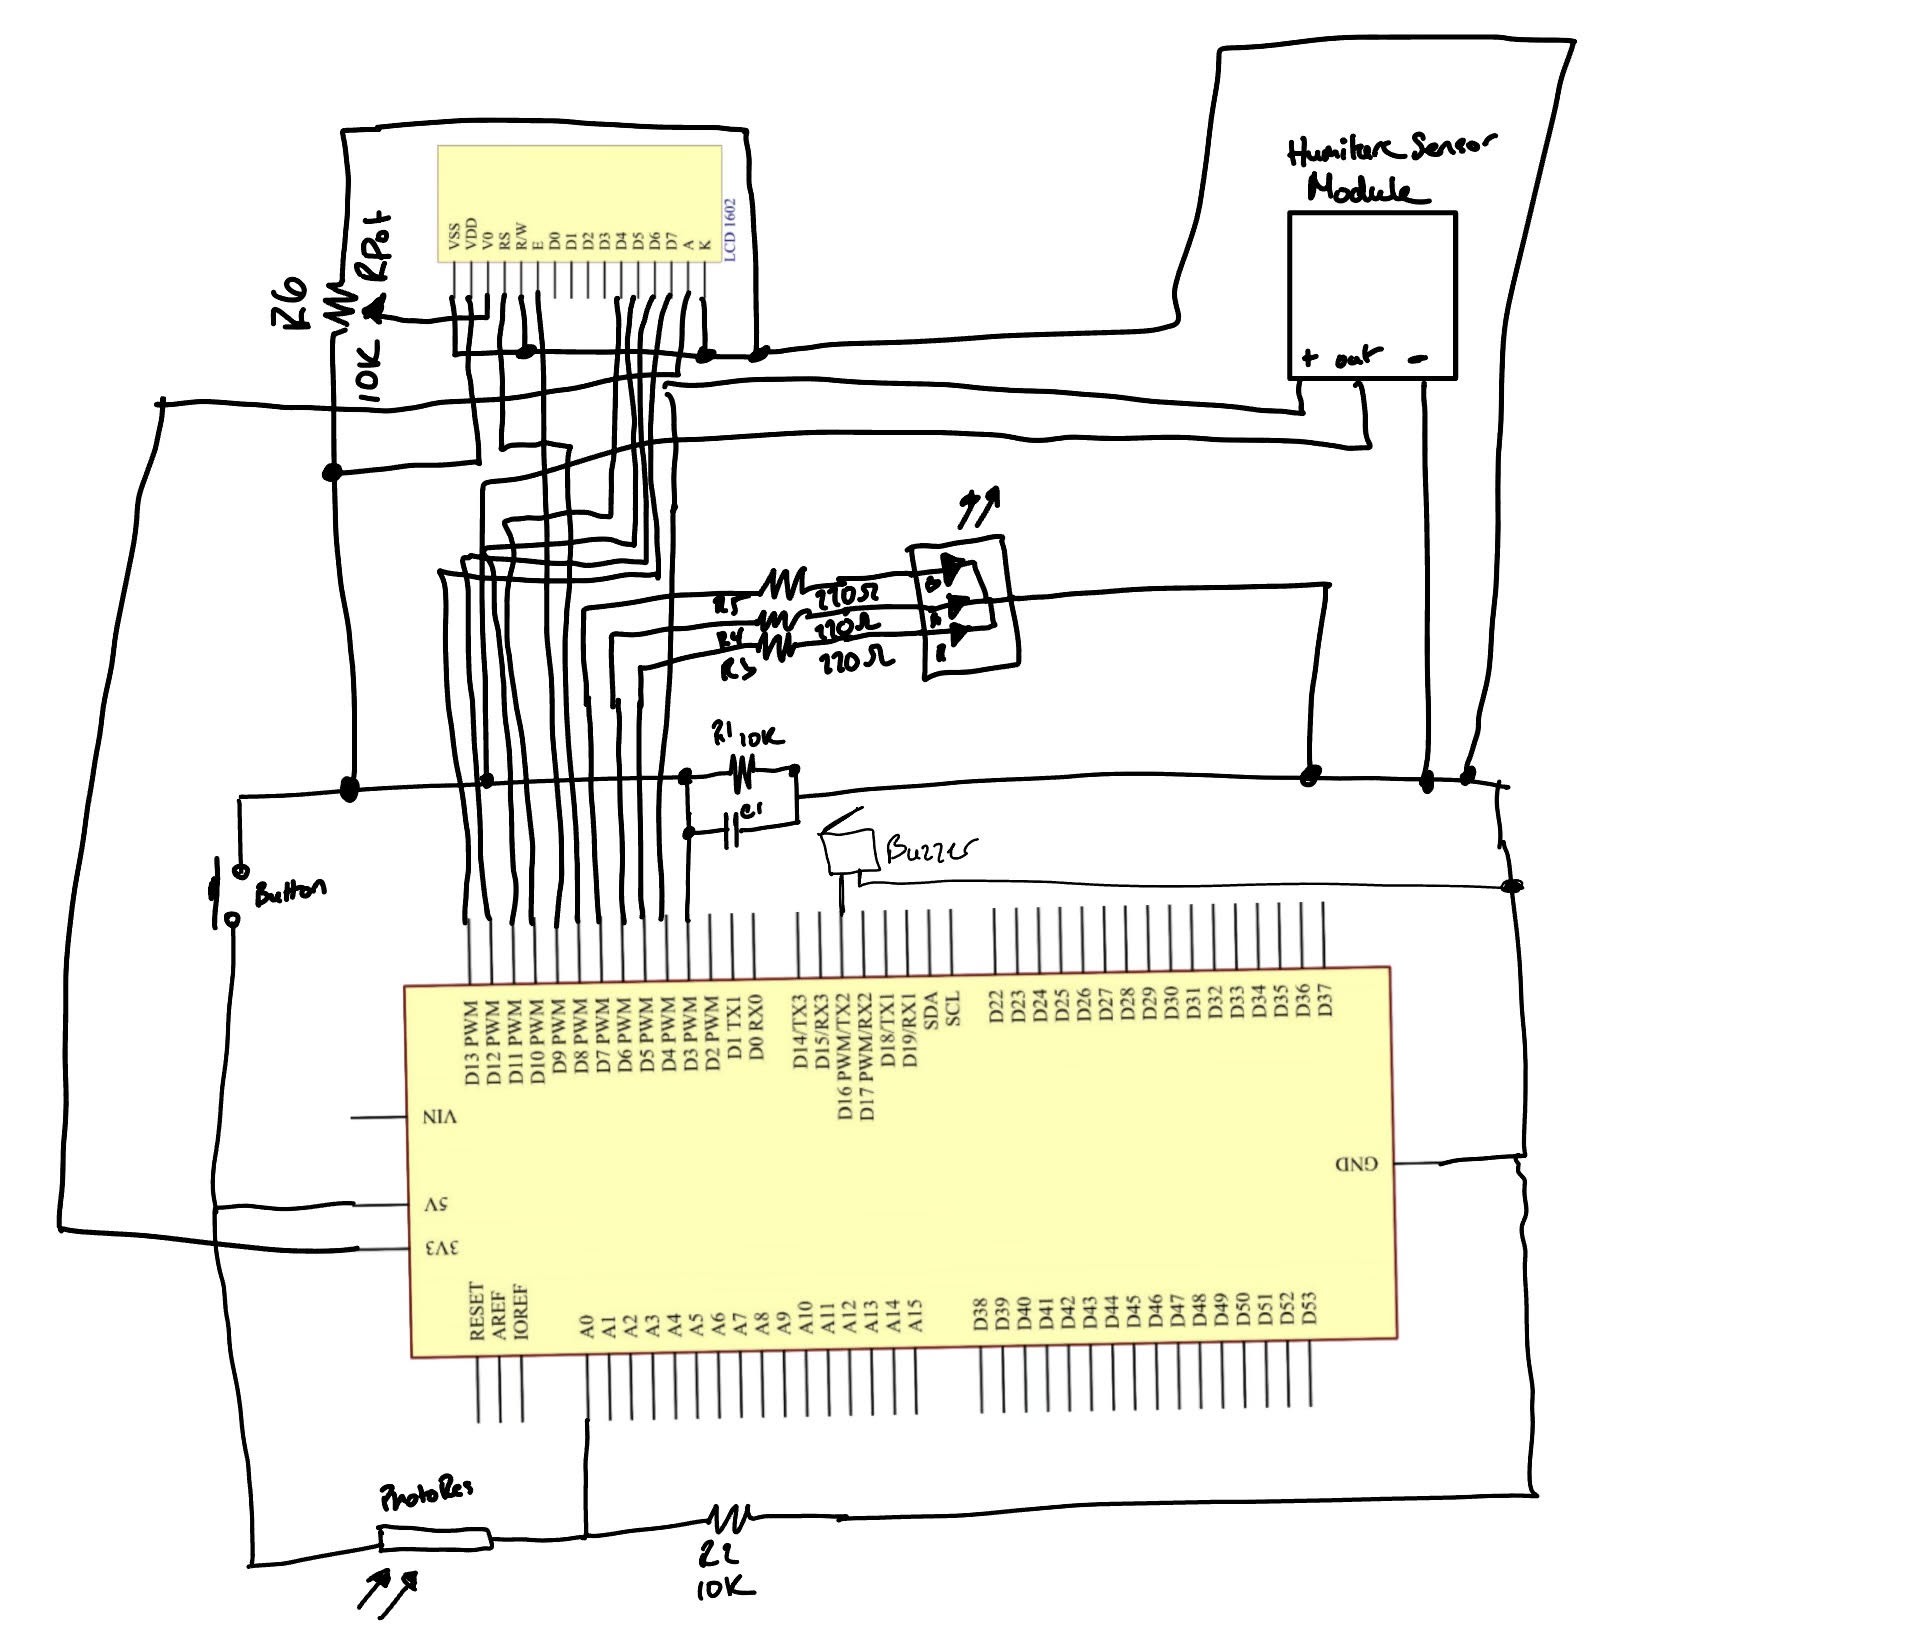 Sensor
Module
+ out -
VSS
VDD
V0
RS
R/W
E
D0
D1
D2
D3
D4
D5
D6
D7
A
K
LCD 1602
R6
RPot
10K
R5
220Ω
R4
220Ω
R3
220Ω
B
R
R1 10K
C1
Buzzer
Button
D13 PWM
D12 PWM
D11 PWM
D10 PWM
D9 PWM
D8 PWM
D7 PWM
D6 PWM
D5 PWM
D4 PWM
D3 PWM
D2 PWM
D1 TX1
D0 RX0
D14/TX3
D15/RX3
D16 PWM/TX2
D17 PWM/RX2
D18/TX1
D19/RX1
SDA
SCL
D22
D23
D24
D25
D26
D27
D28
D29
D30
D31
D32
D33
D34
D35
D36
D37
VIN
5V
3V3
GND
RESET
AREF
IOREF
A0
A1
A2
A3
A4
A5
A6
A7
A8
A9
A10
A11
A12
A13
A14
A15
D38
D39
D40
D41
D42
D43
D44
D45
D46
D47
D48
D49
D50
D51
D52
D53
PhotoRes
R2
10K